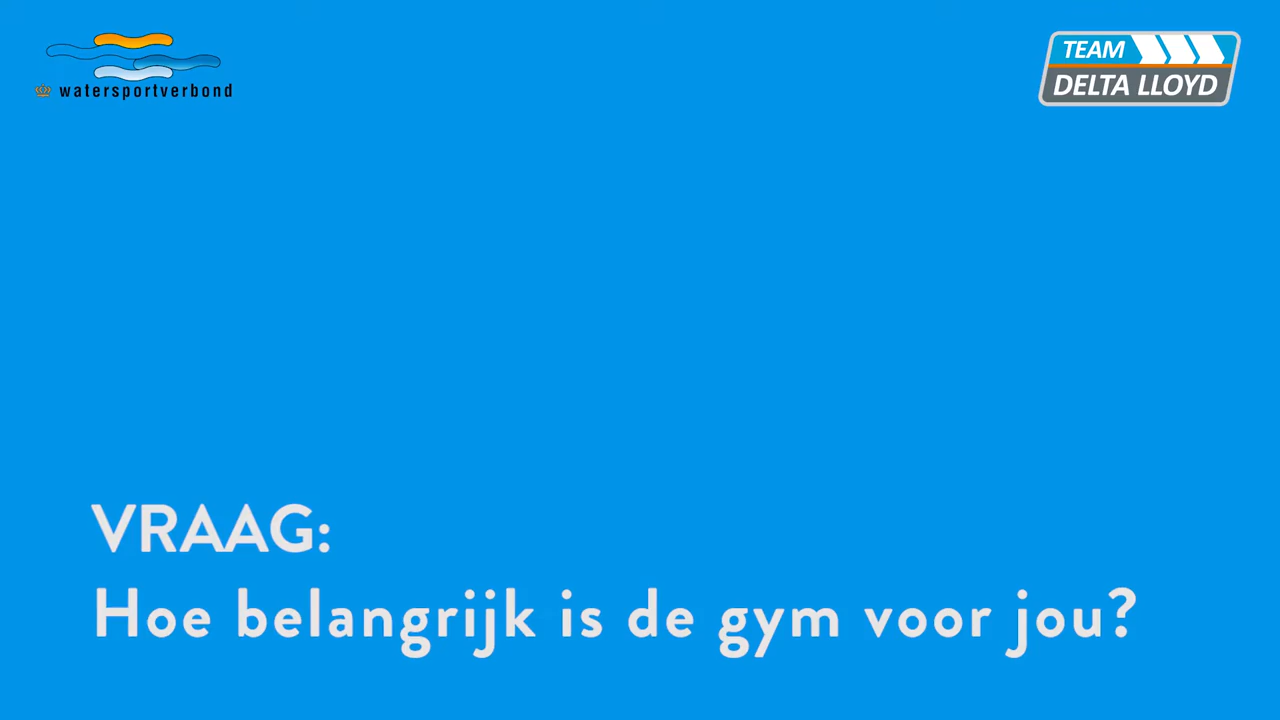 watersportverbond
TEAM
DELTA LLOYD
VRAAG:
Hoe belangrijk is de gym voor jou?